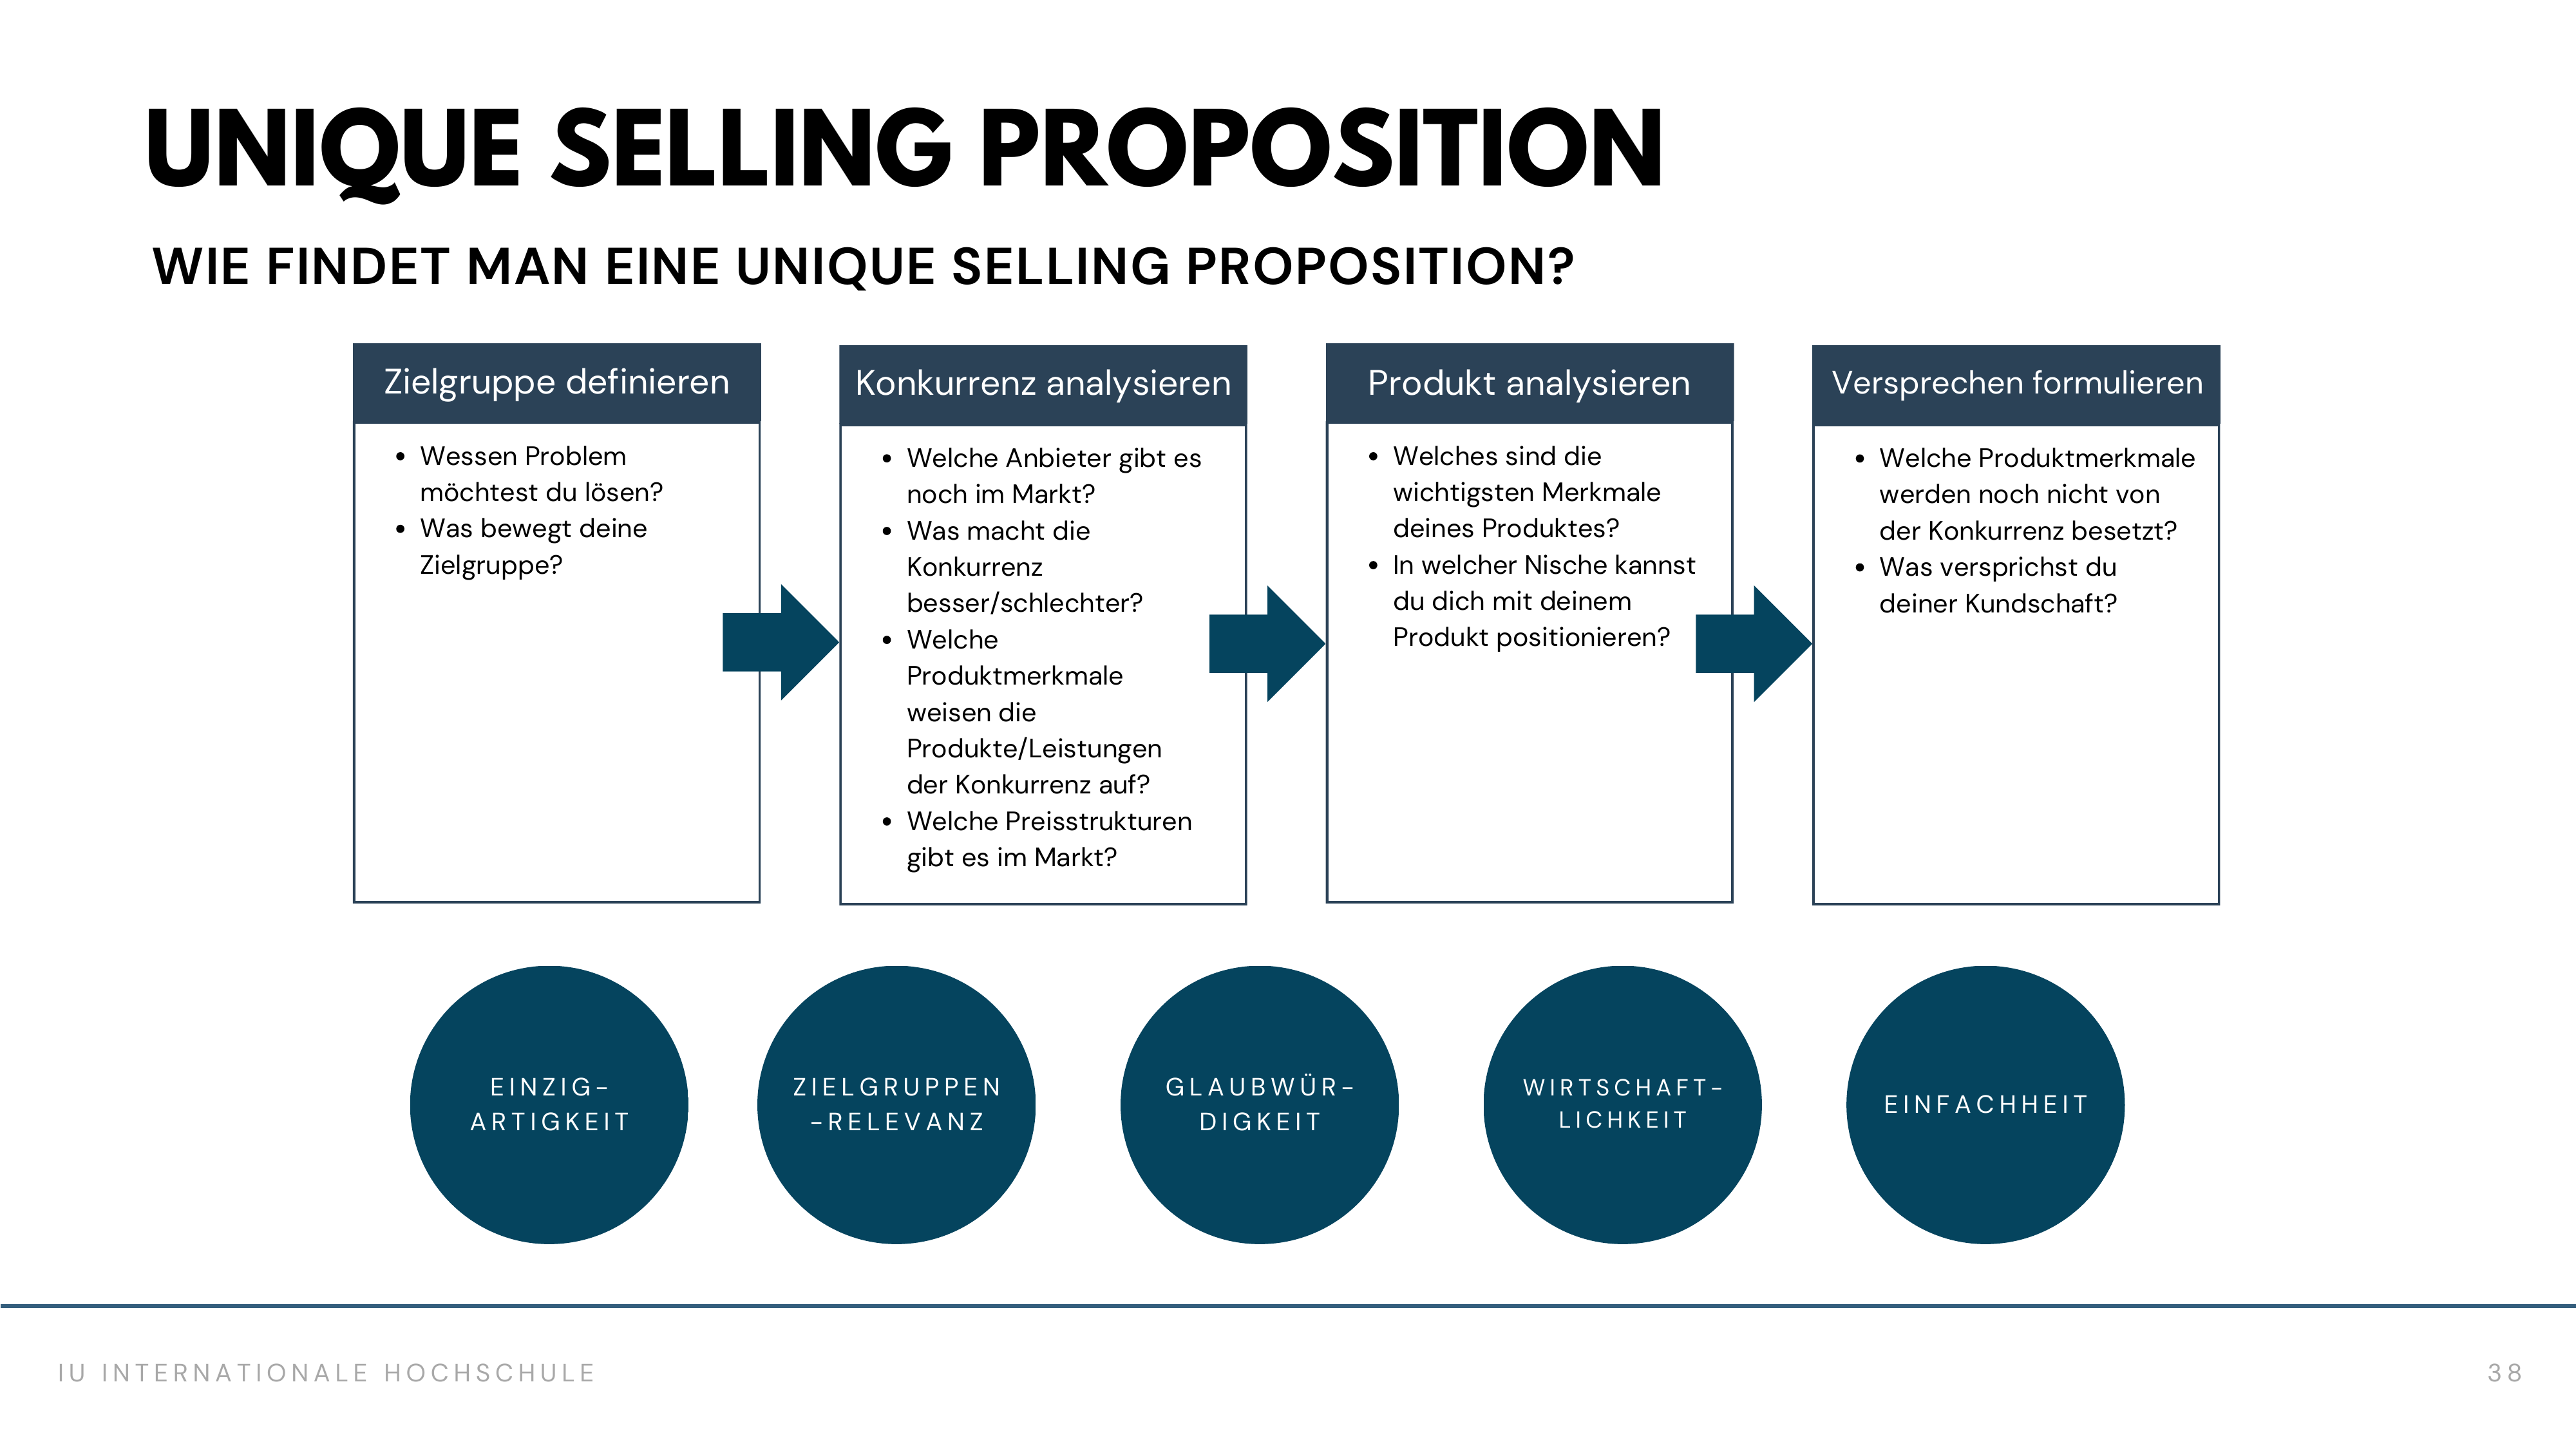 UNIQUE SELLING PROPOSITION
WIE FINDET MAN EINE UNIQUE SELLING PROPOSITION?
Zielgruppe definieren
• Wessen Problem
möchtest du lösen?
• Was bewegt deine
Zielgruppe?
Konkurrenz analysieren
• Welche Anbieter gibt es
noch im Markt?
• Was macht die
Konkurrenz
besser/schlechter?
• Welche
Produktmerkmale
weisen die
Produkte/Leistungen
der Konkurrenz auf?
• Welche Preisstrukturen
gibt es im Markt?
Produkt analysieren
• Welches sind die
wichtigsten Merkmale
deines Produktes?
• In welcher Nische kannst
du dich mit deinem
Produkt positionieren?
Versprechen formulieren
• Welche Produktmerkmale
werden noch nicht von
der Konkurrenz besetzt?
• Was versprichst du
deiner Kundschaft?
EINZIG-
ARTIGKEIT
ZIELGRUPPEN
-RELEVANZ
GLAUBWÜR-
DIGKEIT
WIRTSCHAFT-
LICHKEIT
EINFACHHEIT
IU INTERNATIONALE HOCHSCHULE
38